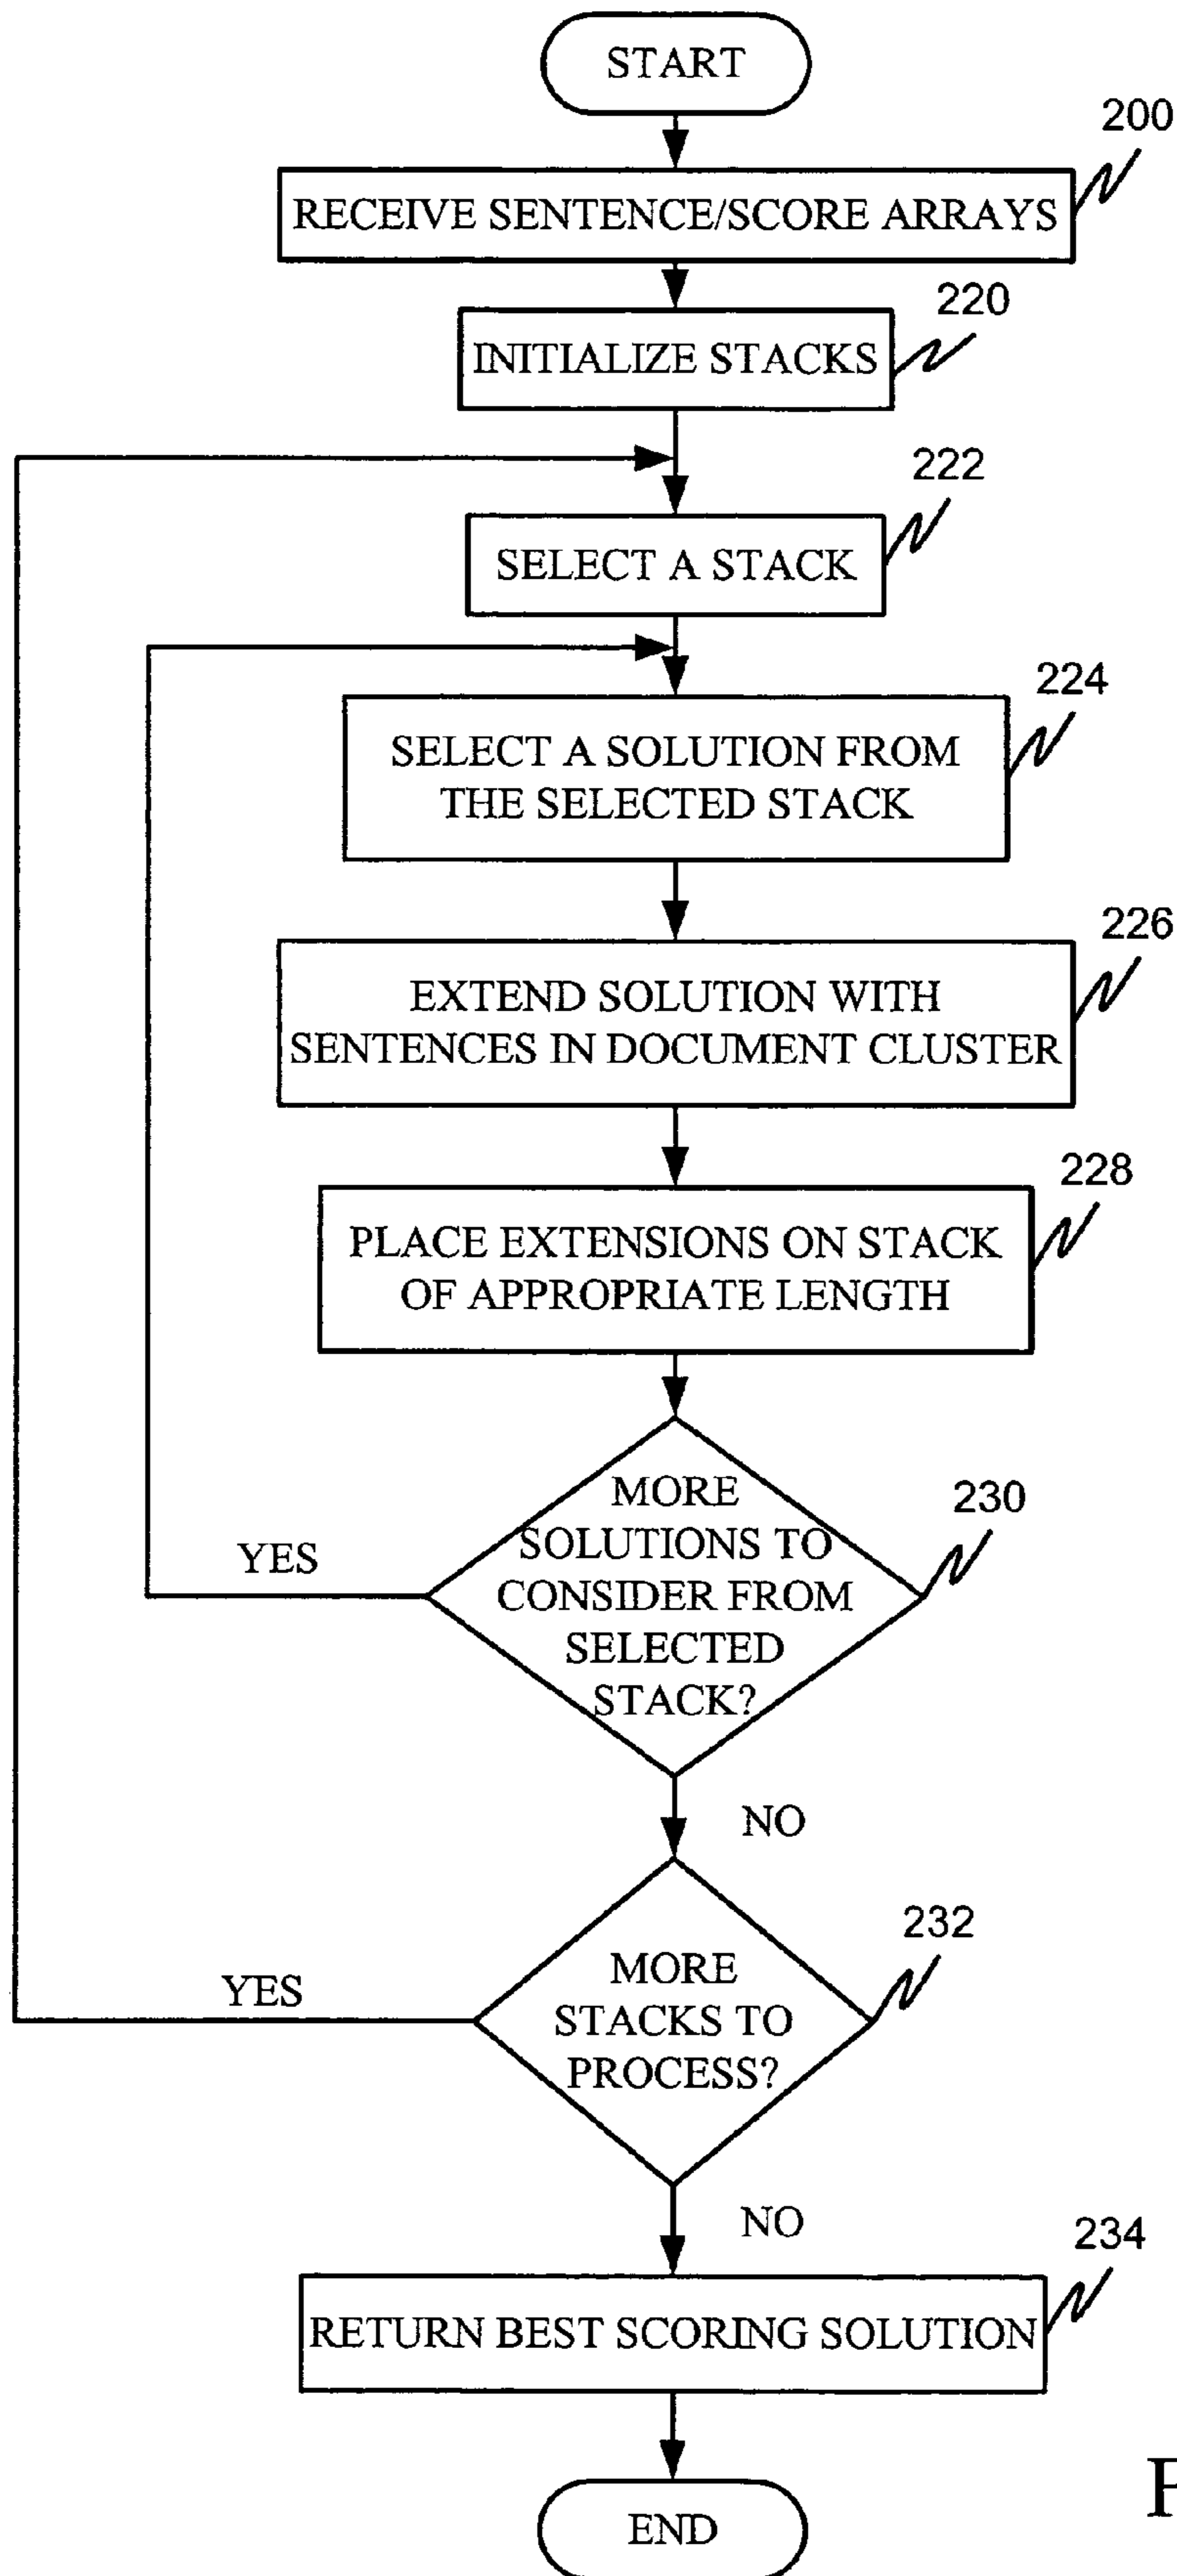 START
200
RECEIVE SENTENCE/SCORE ARRAYS
220
INITIALIZE STACKS
222
SELECT A STACK
224
SELECT A SOLUTION FROM
THE SELECTED STACK
226
EXTEND SOLUTION WITH
SENTENCES IN DOCUMENT CLUSTER
228
PLACE EXTENSIONS ON STACK
OF APPROPRIATE LENGTH
230
MORE
SOLUTIONS TO
CONSIDER FROM
SELECTED
STACK?
YES
NO
232
MORE
STACKS TO
PROCESS?
YES
NO
234
RETURN BEST SCORING SOLUTION
END